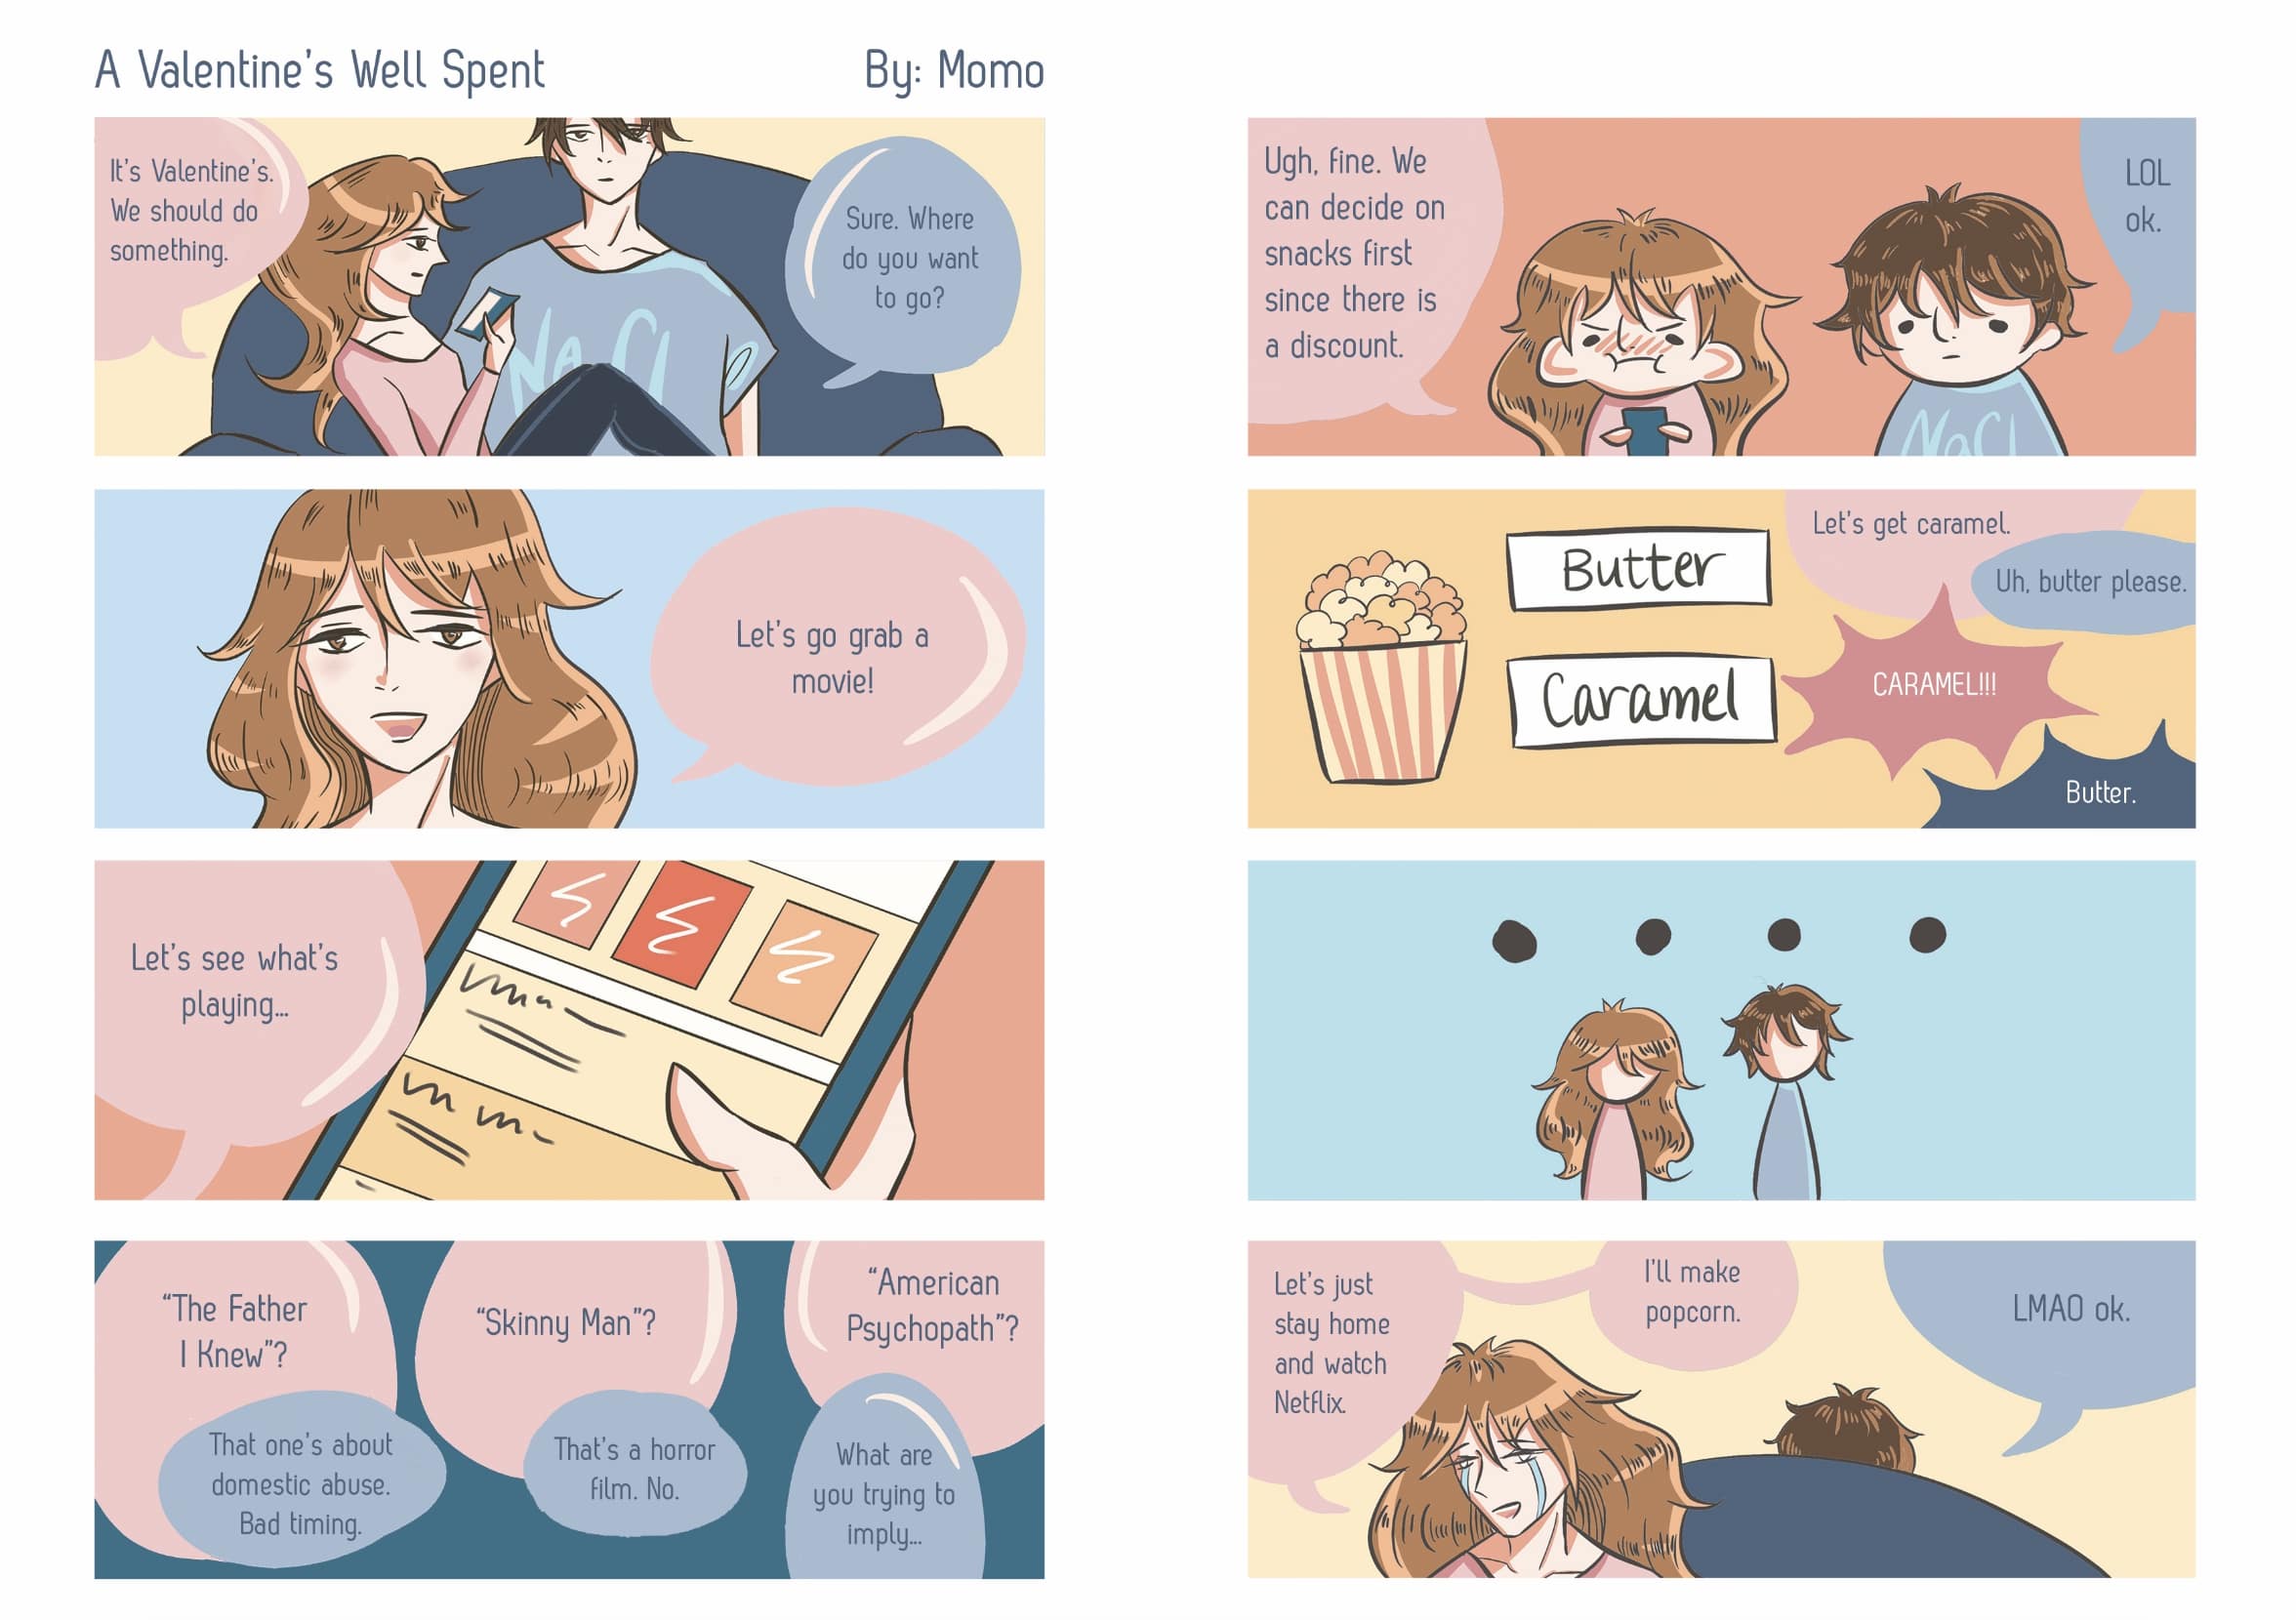 A Valentine's Well Spent
By: Momo
It's Valentine's.
We should do
something.
Sure. Where
do you want
to go?
NaCl
Let's go grab a
movie!
Let's see what's
playing...
"The Father
I Knew"?
That one's about
domestic abuse.
Bad timing.
"Skinny Man"?
That's a horror
film. No.
"American
Psychopath"?
What are
you trying to
imply...
Ugh, fine. We
can decide on
snacks first
since there is
a discount.
LOL
ok.
NaCl
Butter
Caramel
Let's get caramel.
Uh, butter please.
CARAMEL!!!
Butter.
Let's just
stay home
and watch
Netflix.
I'll make
popcorn.
LMAO ok.